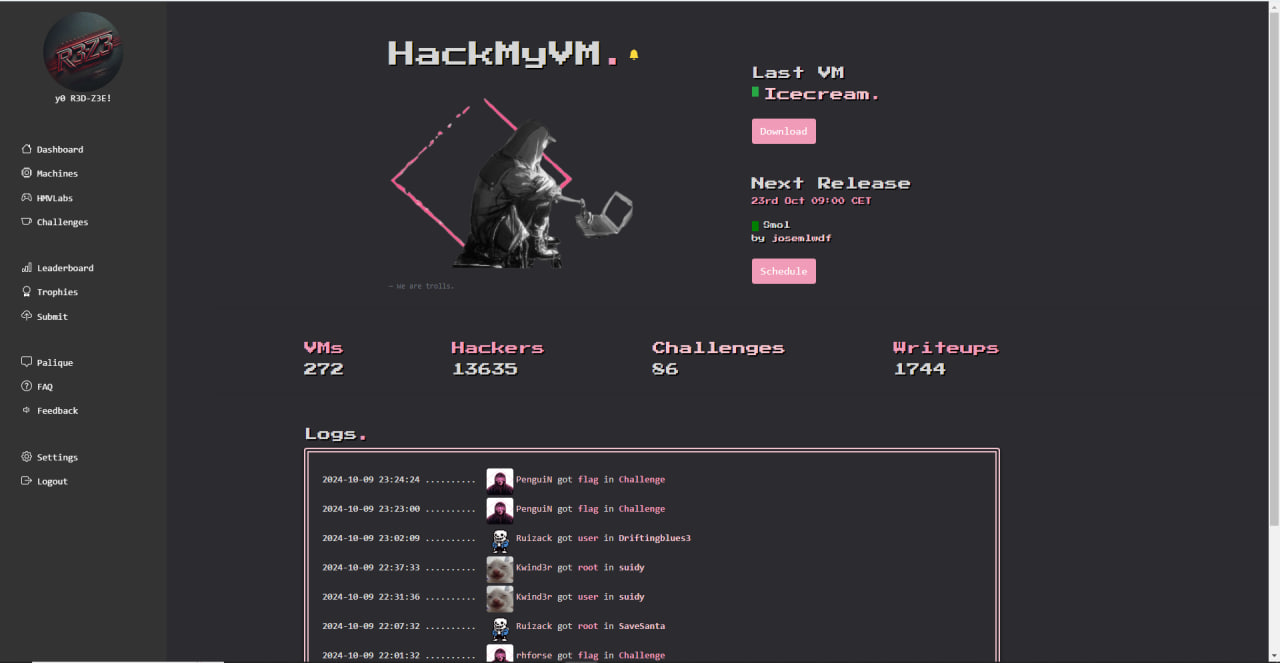 R3-Z3
y0 R3D-Z3E!
Dashboard
Machines
HMVLabs
Challenges
Leaderboard
Trophies
Submit
Palique
FAQ
Feedback
Settings
Logout
HackMyVM.
— We are trolls.
Last VM
Icecream.
Download
Next Release
23rd Oct 09:00 CET
Smol
by josemlwdf
Schedule
VMs
272
Hackers
13635
Challenges
86
Writeups
1744
Logs.
2024-10-09 23:24:24 .......... PenguiN got flag in Challenge
2024-10-09 23:23:00 .......... PenguiN got flag in Challenge
2024-10-09 23:02:09 .......... Ruizack got user in Driftingblues3
2024-10-09 22:37:33 .......... Kwind3r got root in suidy
2024-10-09 22:31:36 .......... Kwind3r got user in suidy
2024-10-09 22:07:32 .......... Ruizack got root in SaveSanta
2024-10-09 22:01:32 .......... rhforse got flag in Challenge